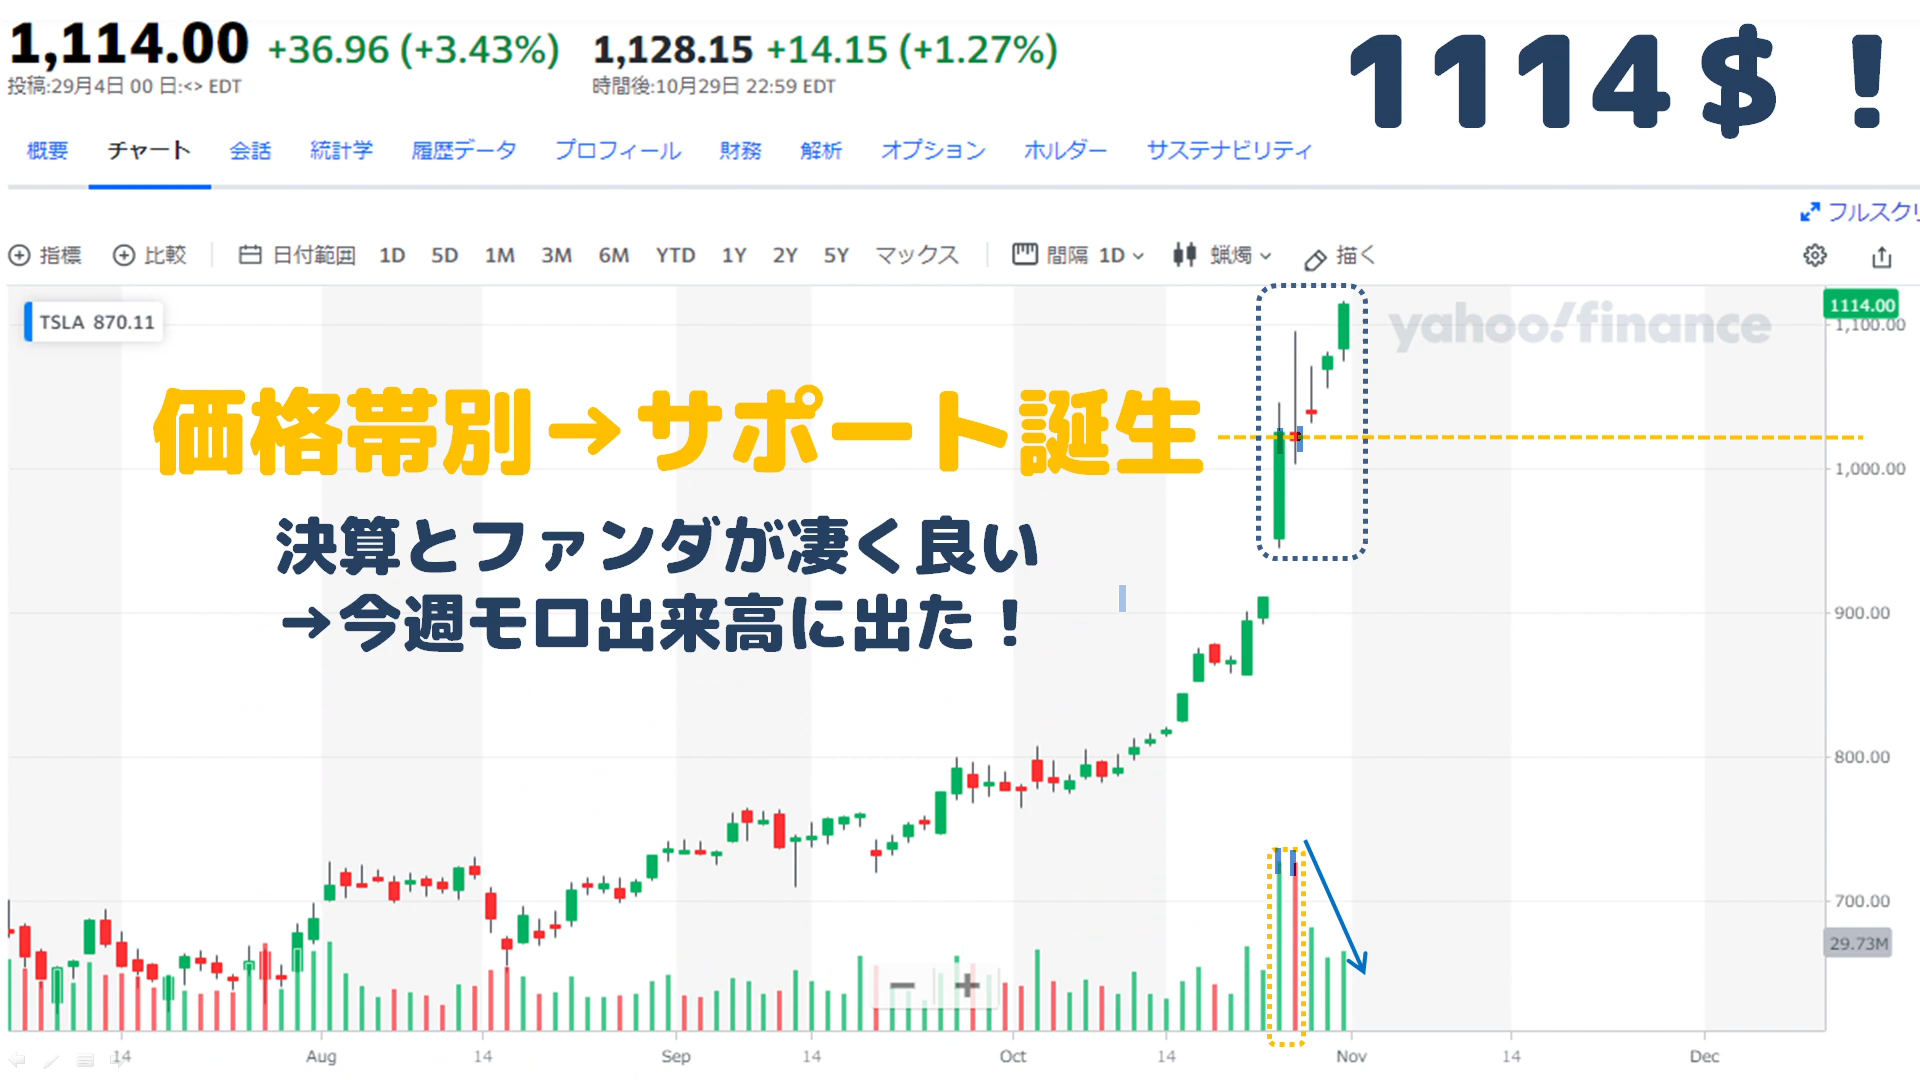 1,114.00 +36.96 (+3.43%) 1,128.15 +14.15 (+1.27%)
投稿:29月4日 00 日:<> EDT 時間後:10月29日 22:59 EDT
1114$！
概要 チャート 会話 統計学 履歴データ プロフィール 財務 解析 オプション ホルダー サステナビリティ
フルスクリ
指標 比較 日付範囲 1D 5D 1M 3M 6M YTD 1Y 2Y 5Y マックス 間隔 1D 蝋燭 描く
TSLA 870.11
yahoo!finance
1114.00
1,100.00
価格帯別→サポート誕生
1,000.00
決算とファンダが凄く良い
→今週モロ出来高に出た！
900.00
800.00
700.00
29.73M
14 Aug 14 Sep 14 Oct 14 Nov 14 Dec